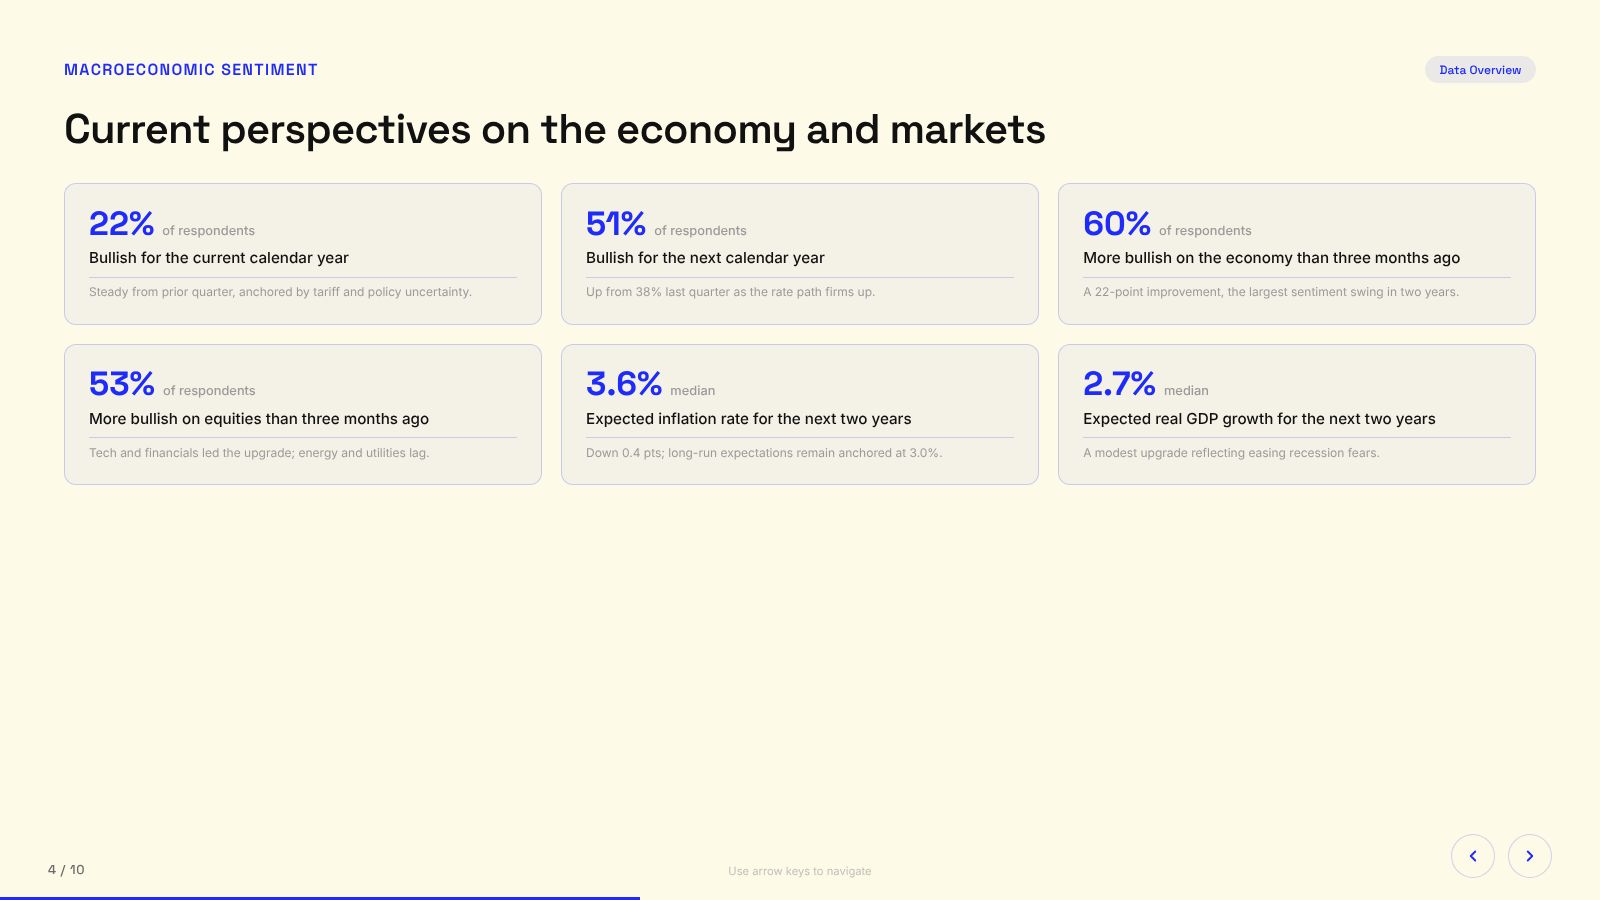 MACROECONOMIC SENTIMENT
Data Overview
Current perspectives on the economy and markets
22% of respondents
Bullish for the current calendar year
Steady from prior quarter, anchored by tariff and policy uncertainty.
51% of respondents
Bullish for the next calendar year
Up from 38% last quarter as the rate path firms up.
60% of respondents
More bullish on the economy than three months ago
A 22-point improvement, the largest sentiment swing in two years.
53% of respondents
More bullish on equities than three months ago
Tech and financials led the upgrade; energy and utilities lag.
3.6% median
Expected inflation rate for the next two years
Down 0.4 pts; long-run expectations remain anchored at 3.0%.
2.7% median
Expected real GDP growth for the next two years
A modest upgrade reflecting easing recession fears.
4 / 10
Use arrow keys to navigate